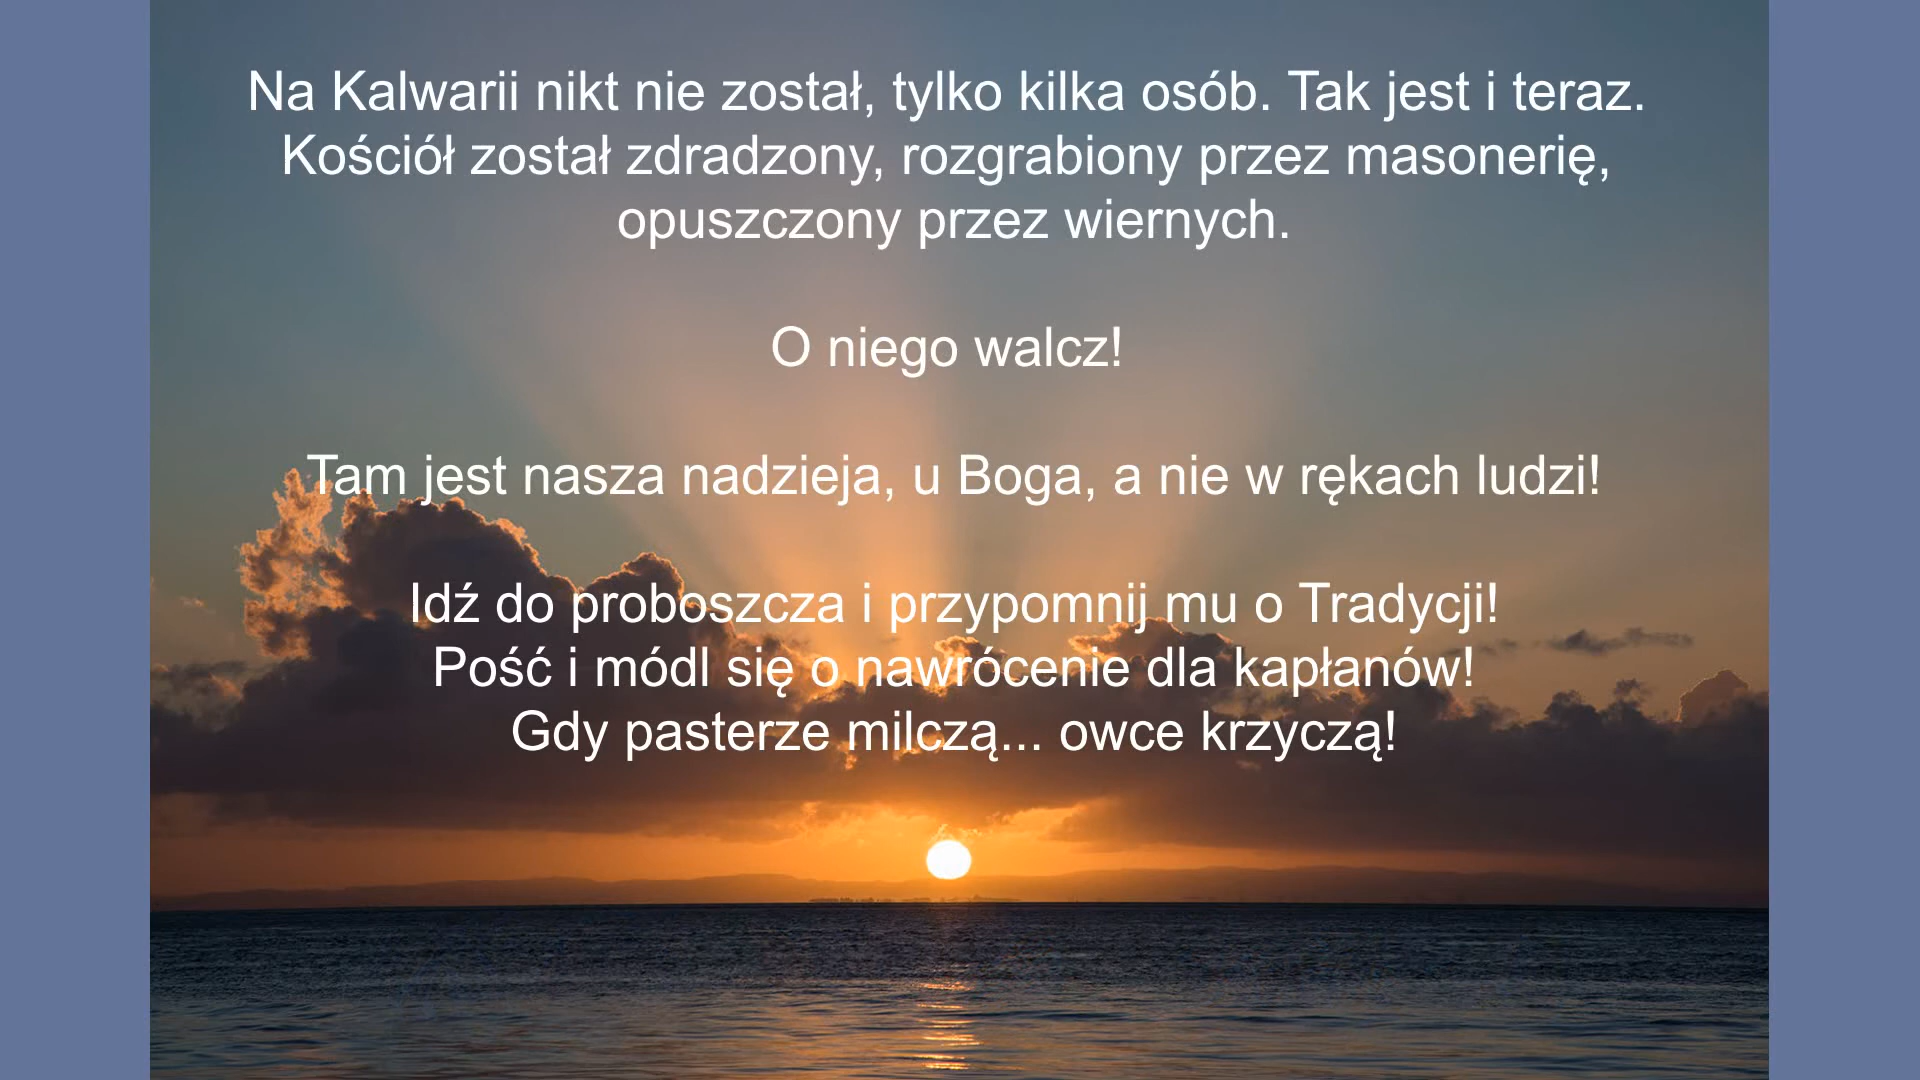 Na Kalwarii nikt nie został, tylko kilka osób. Tak jest i teraz.
Kościół został zdradzony, rozgrabiony przez masonerię,
opuszczony przez wiernych.
O niego walcz!
Tam jest nasza nadzieja, u Boga, a nie w rękach ludzi!
Idź do proboszcza i przypomnij mu o Tradycji!
Pość i módl się o nawrócenie dla kapłanów!
Gdy pasterze milczą... owce krzyczą!